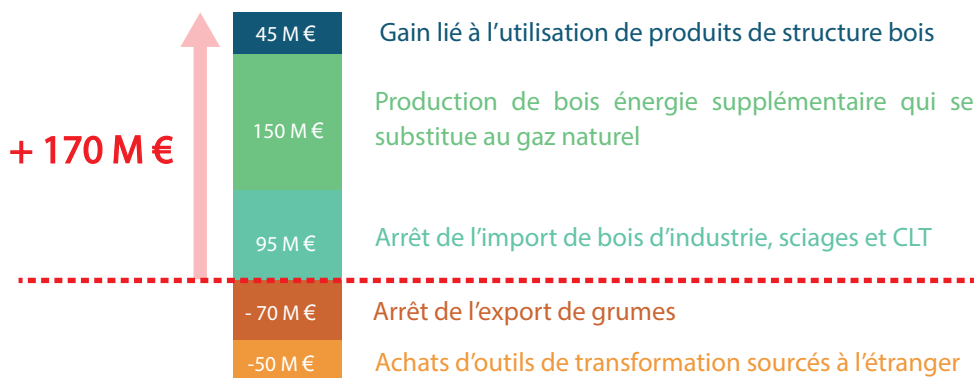 45 M €
Gain lié à l’utilisation de produits de structure bois
Production de bois énergie supplémentaire qui se
substitue au gaz naturel
150 M €
+ 170 M €
95 M €
Arrêt de l’import de bois d’industrie, sciages et CLT
- 70 M €
Arrêt de l’export de grumes
-50 M €
Achats d’outils de transformation sourcés à l’étranger